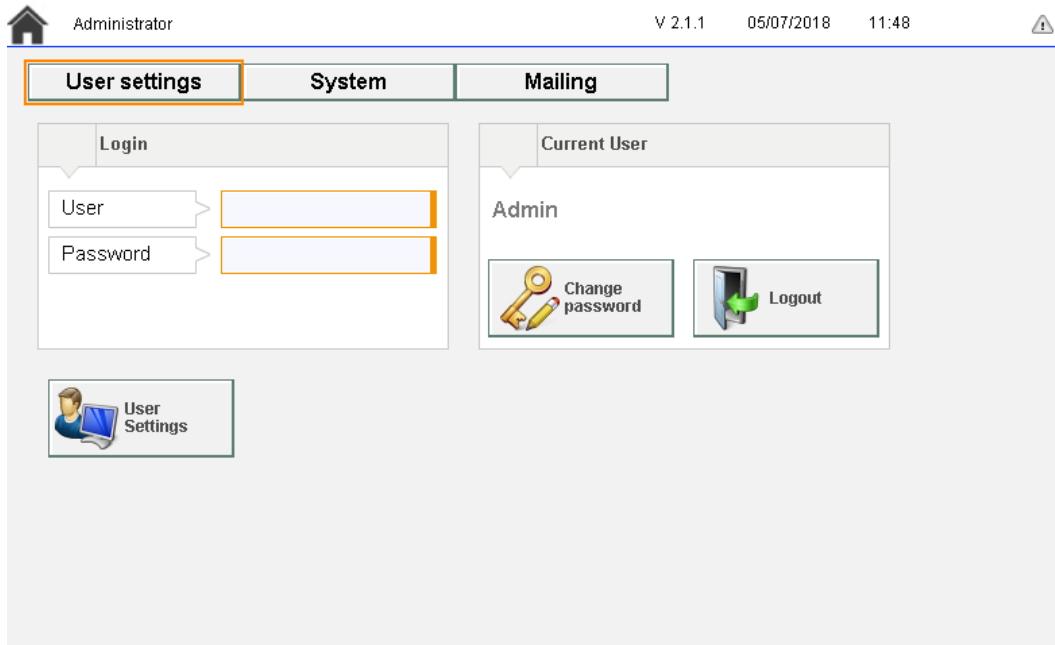 Administrator V 2.1.1 05/07/2018 11:48
User settings System Mailing
Login
User
Password
Current User
Admin
Change
password
Logout
User
Settings